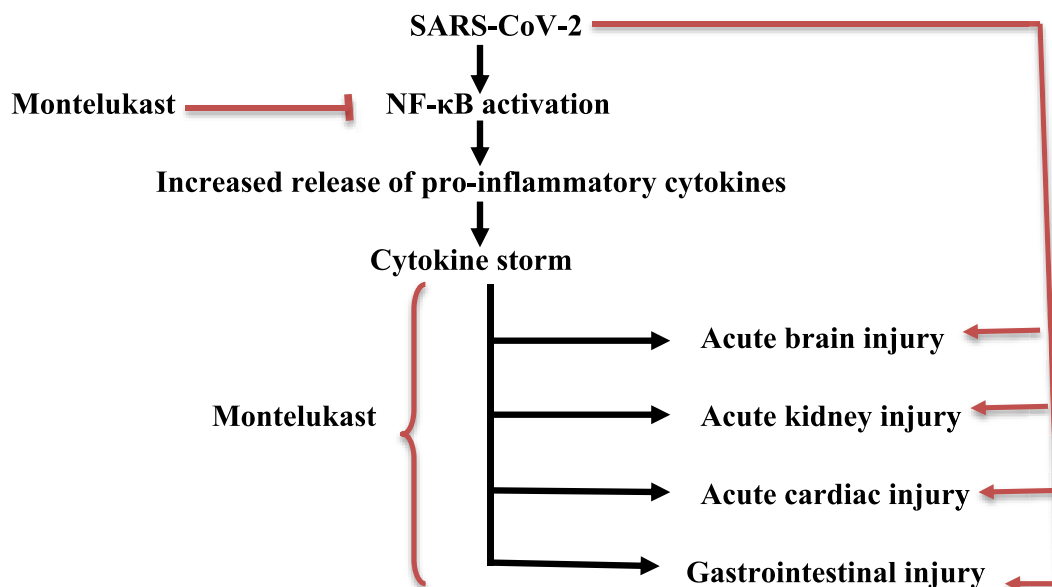 SARS-CoV-2
Montelukast
NF-κB activation
Increased release of pro-inflammatory cytokines
Cytokine storm
Acute brain injury
Montelukast
Acute kidney injury
Acute cardiac injury
Gastrointestinal injury